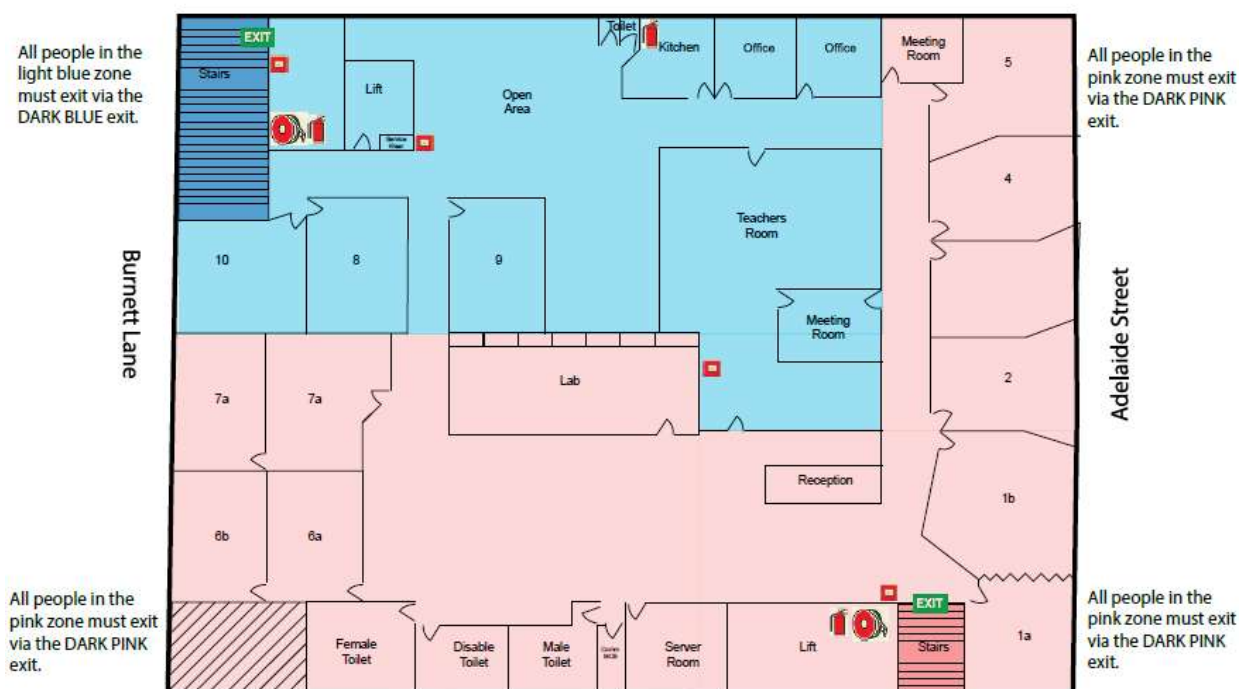 All people in the
light blue zone
must exit via the
DARK BLUE exit.
EXIT
Stairs
Lift
Open
Area
Toilet
Kitchen
Office
Office
Meeting
Room
5
All people in the
pink zone must exit
via the DARK PINK
exit.
4
Teachers
Room
10
8
9
Burnett Lane
Meeting
Room
Adelaide Street
7a
7a
Lab
2
Reception
1b
6b
6a
All people in the
pink zone must exit
via the DARK PINK
exit.
Female
Toilet
Disable
Toilet
Male
Toilet
Server
Room
Lift
EXIT
Stairs
1a
All people in the
pink zone must exit
via the DARK PINK
exit.